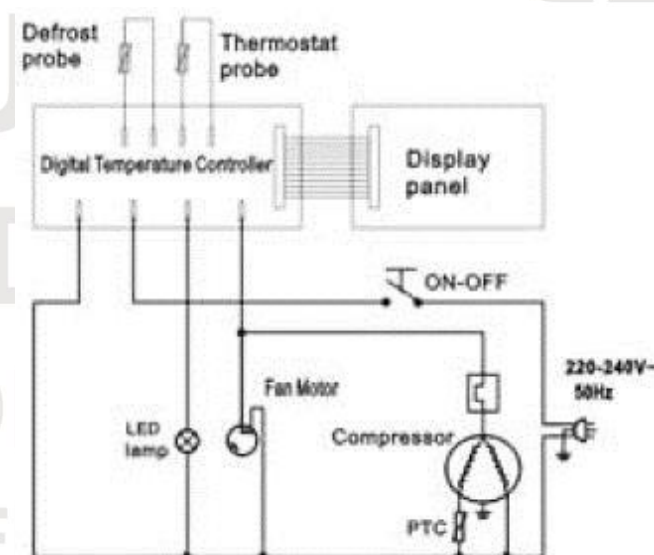 Defrost
probe
Thermostat
probe
Digital Temperature Controller
Display
panel
ON-OFF
220-240V~
50Hz
Fan Motor
LED
lamp
Compressor
PTC